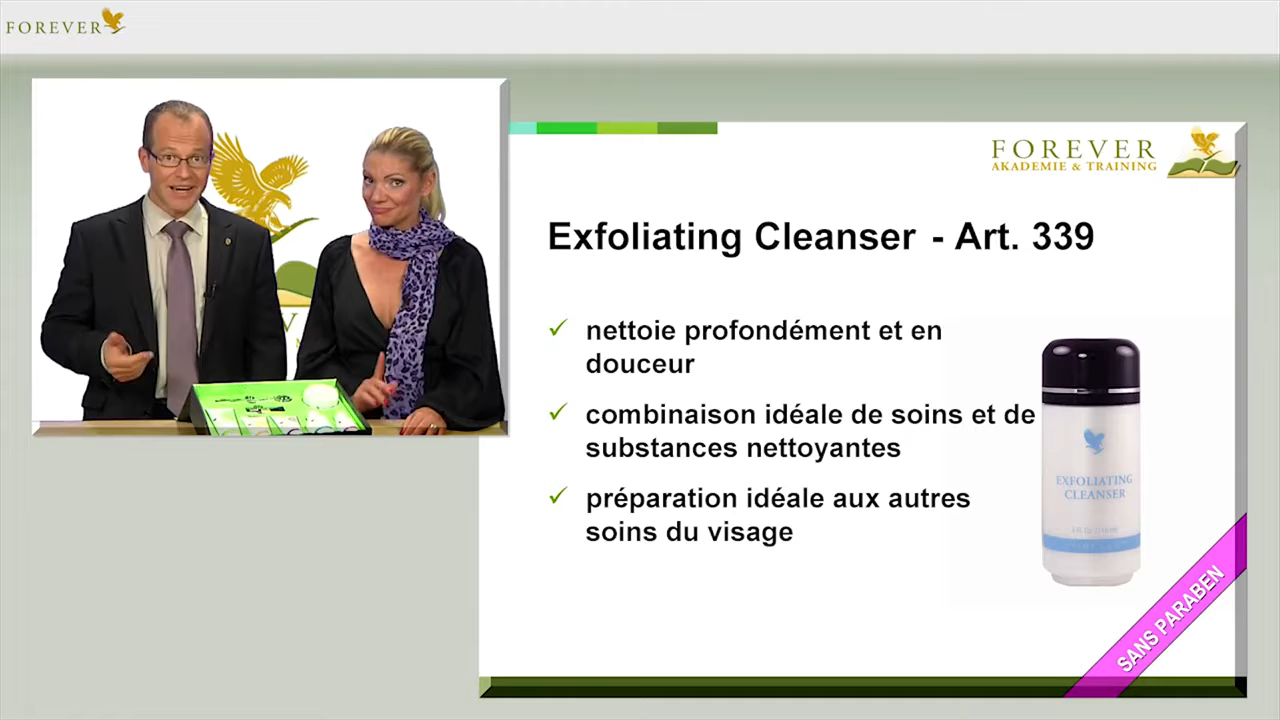 FOREVER
FOREVER
AKADEMIE & TRAINING
Exfoliating Cleanser - Art. 339
nettoie profondément et en
douceur
combinaison idéale de soins et de
substances nettoyantes
préparation idéale aux autres
soins du visage
EXFOLIATING
CLEANSER
SANS PARABEN